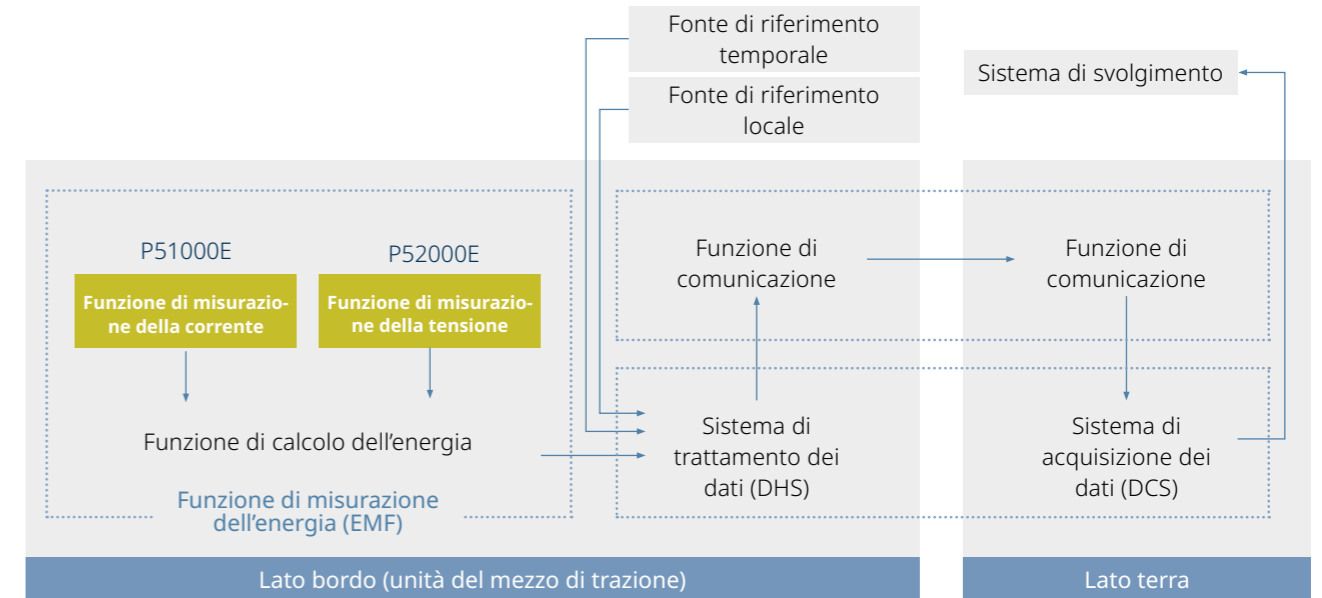 Fonte di riferimento
temporale
Fonte di riferimento
locale
Sistema di svolgimento
P51000E
Funzione di misurazio-
ne della corrente
P52000E
Funzione di misurazio-
ne della tensione
Funzione di calcolo dell'energia
Funzione di misurazione
dell'energia (EMF)
Funzione di
comunicazione
Sistema di
trattamento dei
dati (DHS)
Funzione di
comunicazione
Sistema di
acquisizione dei
dati (DCS)
Lato bordo (unità del mezzo di trazione)
Lato terra